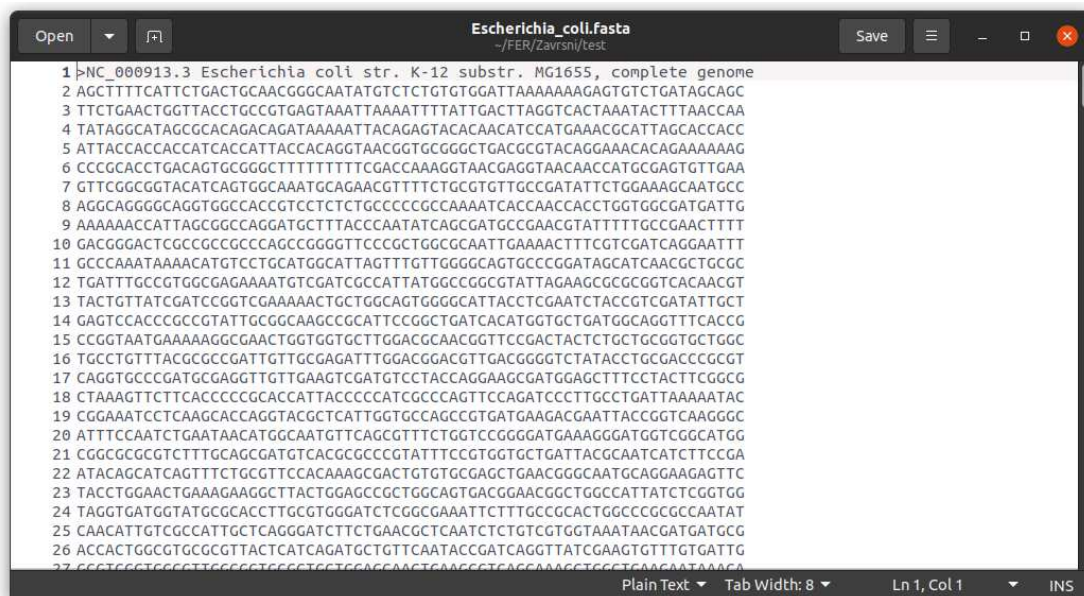 Open
Escherichia_coli.fasta
~/FER/Zavrsni/test
Save
1 >NC_000913.3 Escherichia coli str. K-12 substr. MG1655, complete genome
2 AGCTTTTCATTCTGACTGCAACGGGCAATATGTCTCTGTGTGGATTAAAAAAAGAGTGTCTGATAGCAGC
3 TTCTGAACTGGTTACCTGCCGTGAGTAAATTAAAATTTTATTGACTTAGGTCACTAAATACTTTAACCAA
4 TATAGGCATAGCGCACAGACAGATAAAAATTACAGAGTACACAACATCCATGAAACGCATTAGCACCACC
5 ATTACCACCACCATCACCATTACCACAGGTAACGGTGCGGGCTGACGCGTACAGGAAACACAGAAAAAAG
6 CCCGCACCTGACAGTGCGGGCTTTTTTTTTCGACCAAAGGTAACGAGGTAACAACCATGCGAGTGTTGAA
7 GTTCGGCGGTACATCAGTGGCAAATGCAGAACGTTTTCTGCGTGTTGCCGATATTCTGGAAAGCAATGCC
8 AGGCAGGGGCAGGTGGCCACCGTCCTCTCTGCCCCCGCCAAAATCACCAACCACCTGGTGGCGATGATTG
9 AAAAAACCATTAGCGGCCAGGATGCTTTACCCAATATCAGCGATGCCGAACGTATTTTTGCCGAACTTTT
10 GACGGGACTCGCCGCCGCCCAGCCGGGGTTCCCGCTGGCGCAATTGAAAACTTTCGTCGATCAGGAATTT
11 GCCCAAATAAAACATGTCCTGCATGGCATTAGTTTGTTGGGGCAGTGCCCGGATAGCATCAACGCTGCGC
12 TGATTTGCCGTGGCGAGAAAATGTCGATCGCCATTATGGCCGGCGTATTAGAAGCGCGCGGTCACAACGT
13 TACTGTTATCGATCCGGTCGAAAAACTGCTGGCAGTGGGGCATTACCTCGAATCTACCGTCGATATTGCT
14 GAGTCCACCCGCCGTATTGCGGCAAGCCGCATTCCGGCTGATCACATGGTGCTGATGGCAGGTTTCACCG
15 CCGGTAATGAAAAAGGCGAACTGGTGGTGCTTGGACGCAACGGTTCCGACTACTCTGCTGCGGTGCTGGC
16 TGCCTGTTTACGCGCCGATTGTTGCGAGATTTGGACGGACGTTGACGGGGTCTATACCTGCGACCCGCGT
17 CAGGTGCCCGATGCGAGGTTGTTGAAGTCGATGTCCTACCAGGAAGCGATGGAGCTTTCCTACTTCGGCG
18 CTAAAGTTCTTCACCCCCGCACCATTACCCCCATCGCCCAGTTCCAGATCCCTTGCCTGATTAAAAATAC
19 CGGAAATCCTCAAGCACCAGGTACGCTCATTGGTGCCAGCCGTGATGAAGACGAATTACCGGTCAAGGGC
20 ATTTCCAATCTGAATAACATGGCAATGTTCAGCGTTTCTGGTCCGGGGATGAAAGGGATGGTCGGCATGG
21 CGGCGCGCGTCTTTGCAGCGATGTCACGCGCCCGTATTTCCGTGGTGCTGATTACGCAATCATCTTCCGA
22 ATACAGCATCAGTTTCTGCGTTCCACAAAGCGACTGTGTGCGAGCTGAACGGGCAATGCAGGAAGAGTTC
23 TACCTGGAACTGAAAGAAGGCTTACTGGAGCCGCTGGCAGTGACGGAACGGCTGGCCATTATCTCGGTGG
24 TAGGTGATGGTATGCGCACCTTGCGTGGGATCTCGGCGAAATTCTTTGCCGCACTGGCCCGCGCCAATAT
25 CAACATTGTCGCCATTGCTCAGGGATCTTCTGAACGCTCAATCTCTGTCGTGGTAAATAACGATGATGCG
26 ACCACTGGCGTGCGCGTTACTCATCAGATGCTGTTCAATACCGATCAGGTTATCGAAGTGTTTGTGATTG
Plain Text Tab Width: 8 Ln 1, Col 1 INS